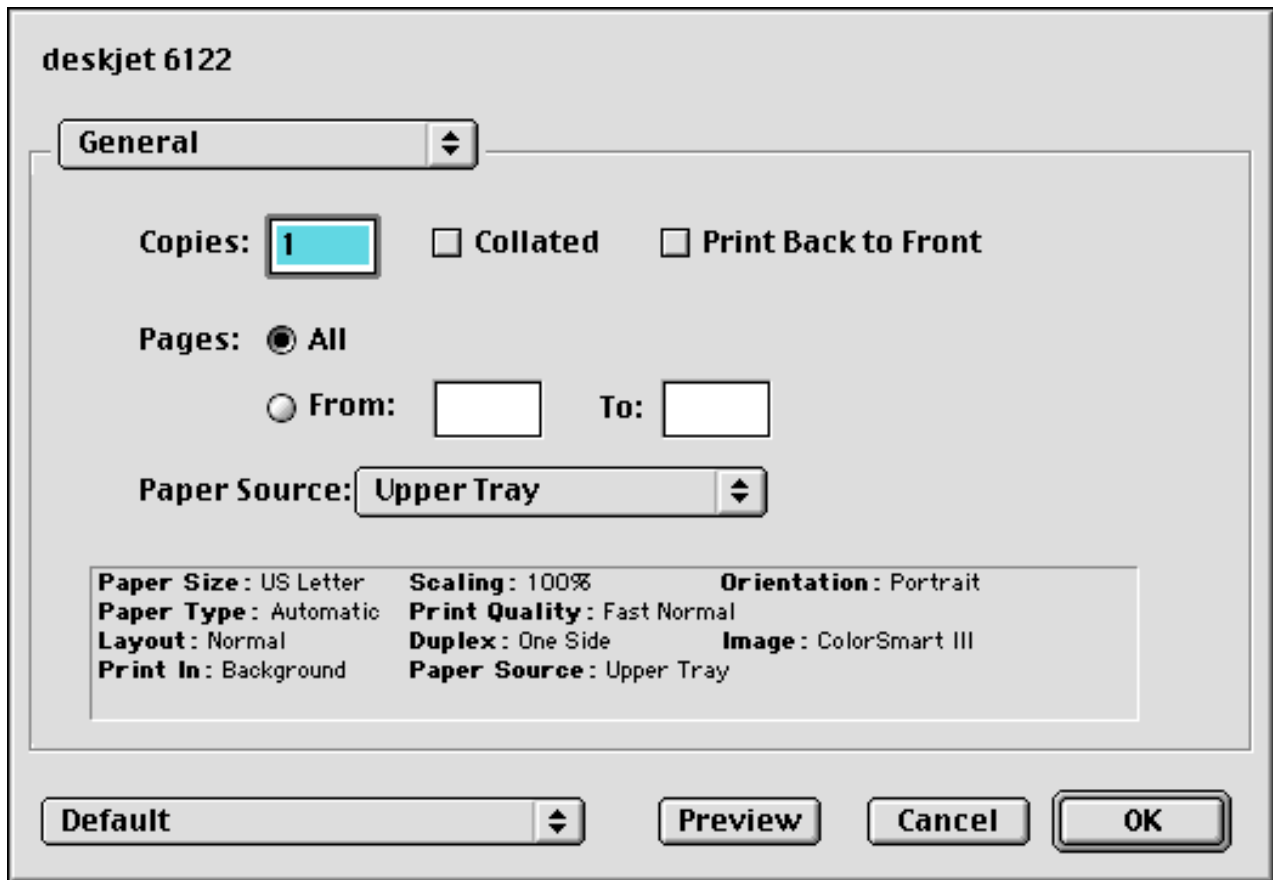 deskjet 6122
General
Copies: 1 Collated Print Back to Front
Pages: All
From: To:
Paper Source: Upper Tray
Paper Size: US Letter Scaling: 100% Orientation: Portrait
Paper Type: Automatic Print Quality: Fast Normal
Layout: Normal Duplex: One Side Image: ColorSmart III
Print In: Background Paper Source: Upper Tray
Default Preview Cancel OK